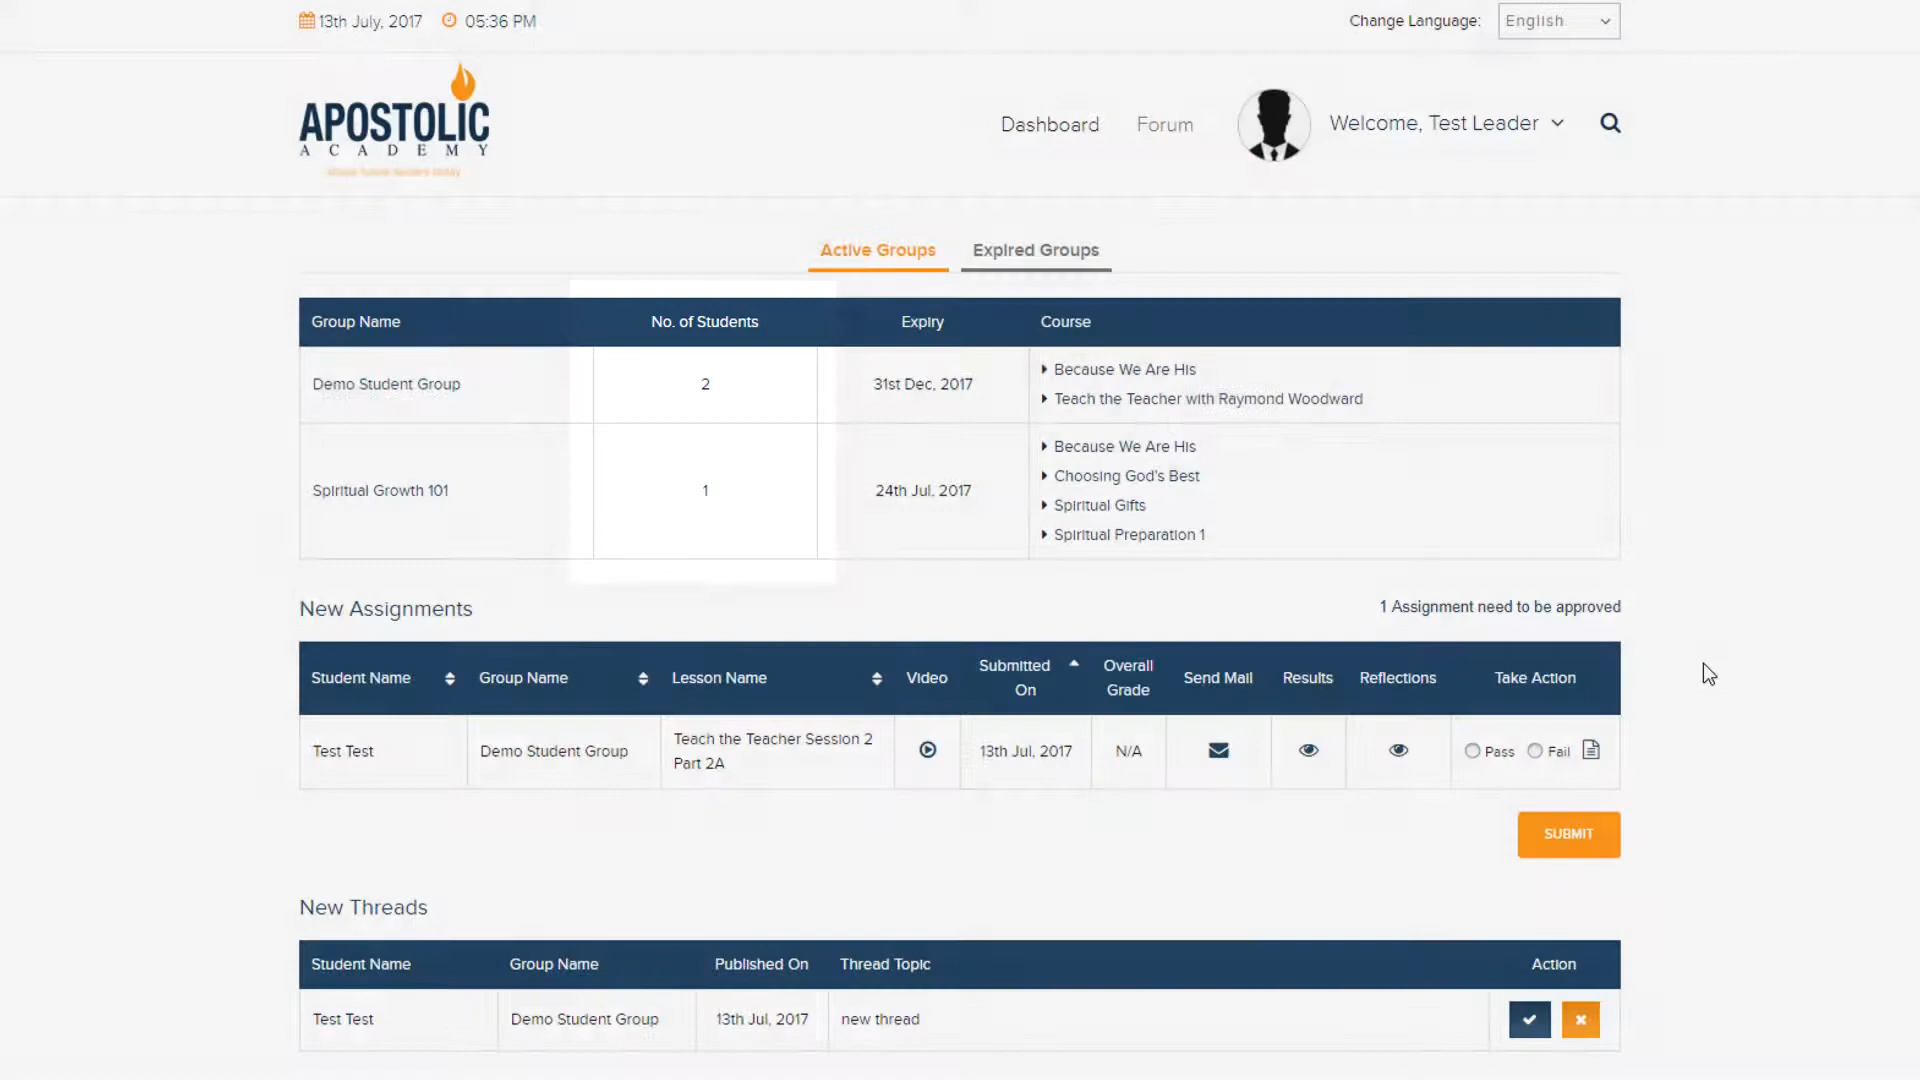 13th July, 2017 05:36 PM Change Language: English
APOSTOLIC
ACADEMY
Dashboard Forum Welcome, Test Leader
Active Groups Expired Groups
Group Name No. of Students Expiry Course
Demo Student Group 2 31st Dec, 2017
Because We Are His
Teach the Teacher with Raymond Woodward
Spiritual Growth 101 1 24th Jul, 2017
Because We Are His
Choosing God's Best
Spiritual Gifts
Spiritual Preparation 1
New Assignments 1 Assignment need to be approved
Student Name Group Name Lesson Name Video Submitted On Overall Grade Send Mail Results Reflections Take Action
Test Test Demo Student Group Teach the Teacher Session 2 Part 2A 13th Jul, 2017 N/A Pass Fail
SUBMIT
New Threads
Student Name Group Name Published On Thread Topic Action
Test Test Demo Student Group 13th Jul, 2017 new thread